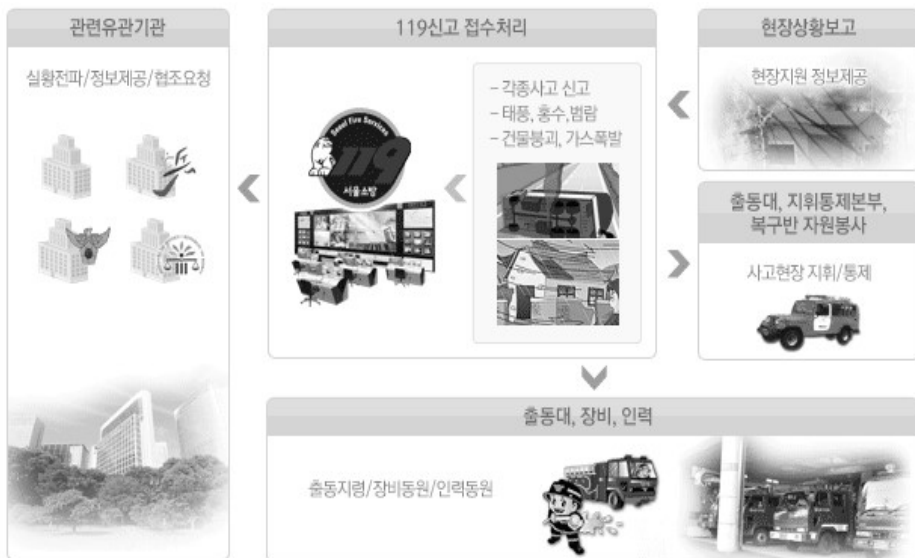 관련유관기관
실황전파/정보제공/협조요청
119신고 접수처리
Seoul Fire Services
119
서울소방
- 각종사고 신고
- 태풍, 홍수,범람
- 건물붕괴, 가스폭발
현장상황보고
현장지원 정보제공
출동대, 지휘통제본부,
복구반 자원봉사
사고현장 지휘/통제
출동대, 장비, 인력
출동지령/장비동원/인력동원